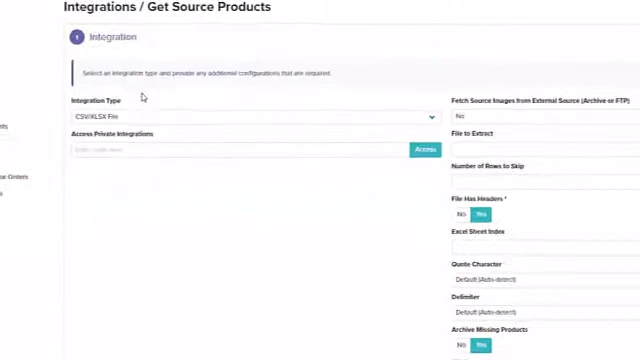 Integrations / Get Source Products
1 Integration
Select an integration type and provide any additional configurations that are required.
Integration Type
CSV/XLSX File
Access Private Integrations
Access
Fetch Source Images from External Source (Archive or FTP)
No
File to Extract
Number of Rows to Skip
File Has Headers *
No Yes
Excel Sheet Index
Quote Character
Default (Auto-detect)
Delimiter
Default (Auto-detect)
Archive Missing Products
No Yes
Orders